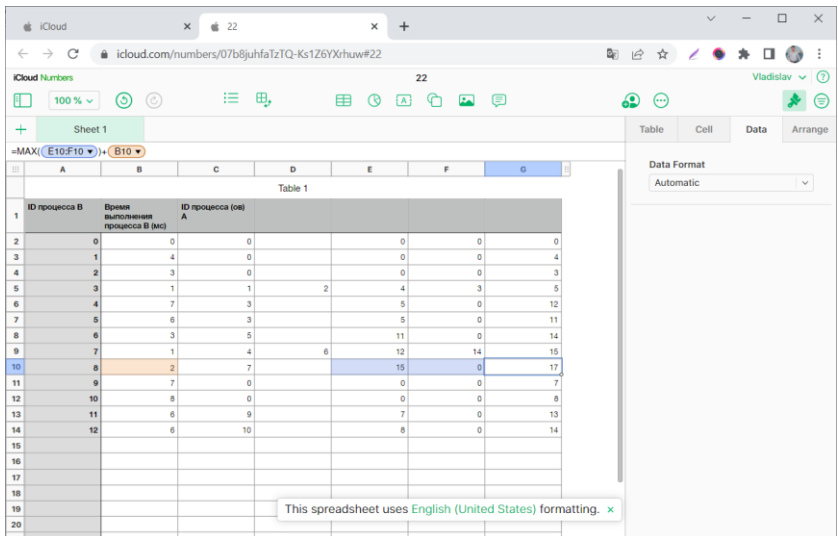 iCloud
22
icloud.com/numbers/07b8juhfaTzTQ-Ks1Z6YXrhuw#22
iCloud Numbers
22
Vladislav
100 %
Sheet 1
Table Cell Data Arrange
=MAX( E10:F10 )+ B10
Data Format
Automatic
A B C D E F G
Table 1
1 ID процесса B Время выполнения процесса B (мс) ID процесса (ов) A
2 0 0 0 0 0 0
3 1 4 0 0 0 4
4 2 3 0 0 0 3
5 3 1 1 2 4 3 5
6 4 7 3 5 0 12
7 5 6 3 5 0 11
8 6 3 5 11 0 14
9 7 1 4 6 12 14 15
10 8 2 7 15 0 17
11 9 7 0 0 0 7
12 10 8 0 0 0 8
13 11 6 9 7 0 13
14 12 6 10 8 0 14
15
16
17
18
19
20
This spreadsheet uses English (United States) formatting. ×